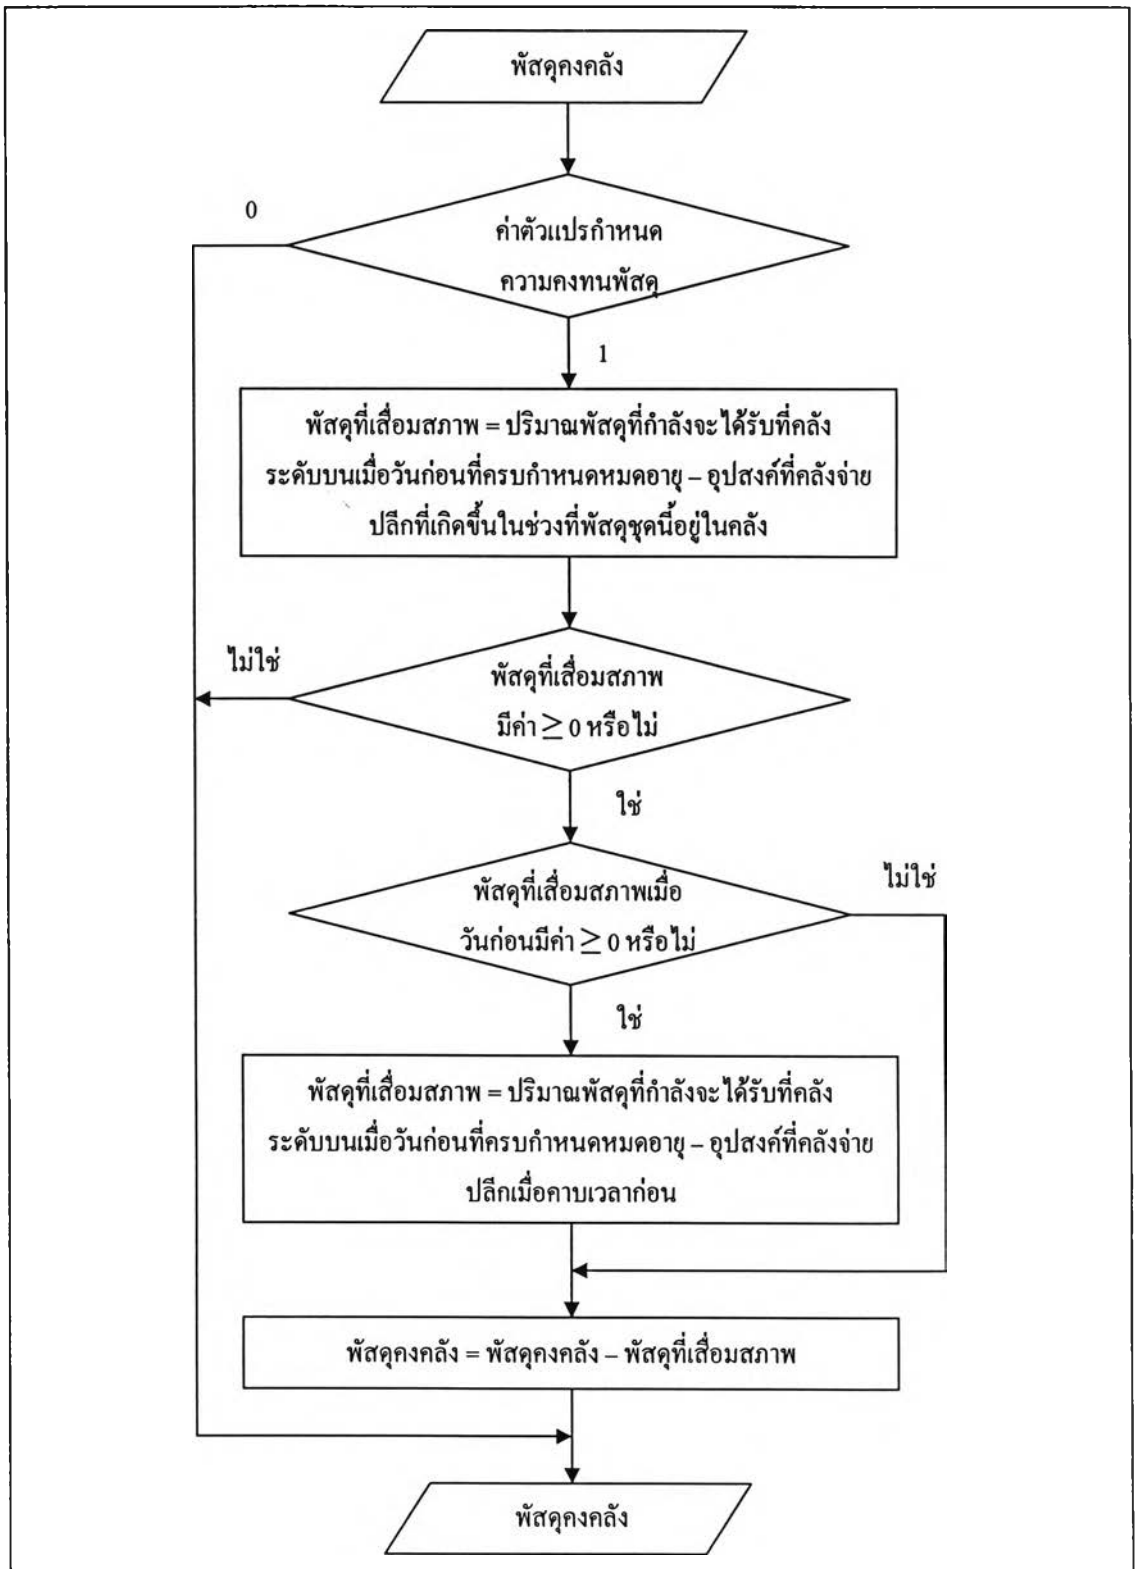 พัสดุคงคลัง
0
ค่าตัวแปรกำหนด
ความคงทนพัสดุ
1
พัสดุที่เสื่อมสภาพ = ปริมาณพัสดุที่กำลังจะได้รับที่คลัง
ระดับบนเมื่อวันก่อนที่ครบกำหนดหมดอายุ – อุปสงค์ที่คลังจ่าย
ปลีกที่เกิดขึ้นในช่วงที่พัสดุชุดนี้อยู่ในคลัง
ไม่ใช่
พัสดุที่เสื่อมสภาพ
มีค่า ≥ 0 หรือไม่
ใช่
ไม่ใช่
พัสดุที่เสื่อมสภาพเมื่อ
วันก่อนมีค่า ≥ 0 หรือไม่
ใช่
พัสดุที่เสื่อมสภาพ = ปริมาณพัสดุที่กำลังจะได้รับที่คลัง
ระดับบนเมื่อวันก่อนที่ครบกำหนดหมดอายุ – อุปสงค์ที่คลังจ่าย
ปลีกเมื่อคาบเวลาก่อน
พัสดุคงคลัง = พัสดุคงคลัง – พัสดุที่เสื่อมสภาพ
พัสดุคงคลัง